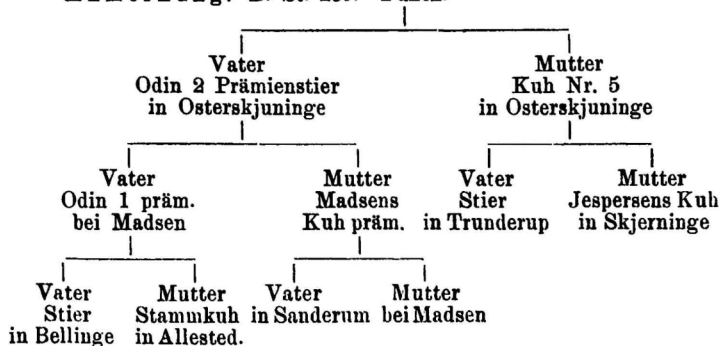 Vater Mutter
Odin 2 Prämienstier Kuh Nr. 5
in Osterskjuninge in Osterskjuninge
Vater Mutter Vater Mutter
Odin 1 präm. Madsens Stier Jespersens Kuh
bei Madsen Kuh präm. in Trunderup in Skjerninge
Vater Mutter Vater Mutter
Stier Stammkuh in Sanderum bei Madsen
in Bellinge in Allested.